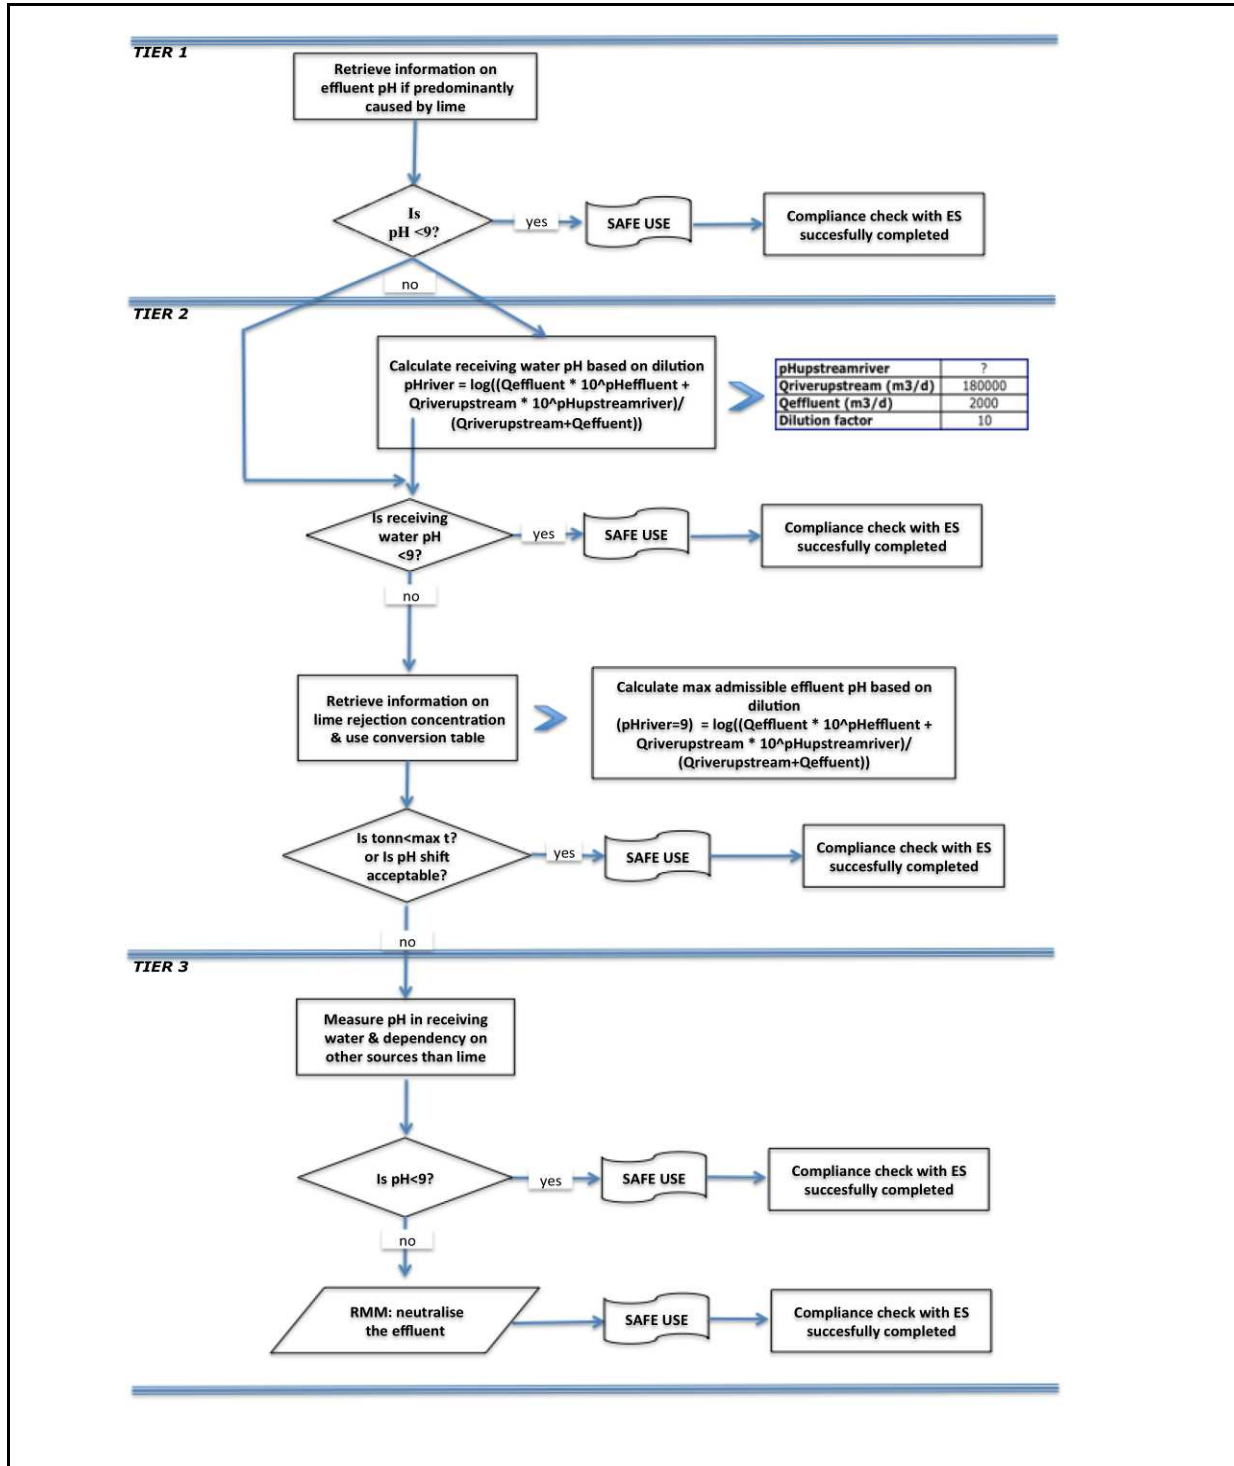 TIER 1
Retrieve information on
effluent pH if predominantly
caused by lime
Is
pH <9?
yes
SAFE USE
Compliance check with ES
succesfully completed
no
TIER 2
Calculate receiving water pH based on dilution
pHriver = log((Qeffluent * 10^pHeffluent +
Qriverupstream * 10^pHupstreamriver)/
(Qriverupstream+Qeffuent))
pHupstreamriver ?
Qriverupstream (m3/d) 180000
Qeffluent (m3/d) 2000
Dilution factor 10
Is receiving
water pH
<9?
yes
SAFE USE
Compliance check with ES
succesfully completed
no
Retrieve information on
lime rejection concentration
& use conversion table
Calculate max admissible effluent pH based on
dilution
(pHriver=9) = log((Qeffluent * 10^pHeffluent +
Qriverupstream * 10^pHupstreamriver)/
(Qriverupstream+Qeffuent))
Is tonn<max t?
or Is pH shift
acceptable?
yes
SAFE USE
Compliance check with ES
succesfully completed
no
TIER 3
Measure pH in receiving
water & dependency on
other sources than lime
Is pH<9?
yes
SAFE USE
Compliance check with ES
succesfully completed
no
RMM: neutralise
the effluent
SAFE USE
Compliance check with ES
succesfully completed